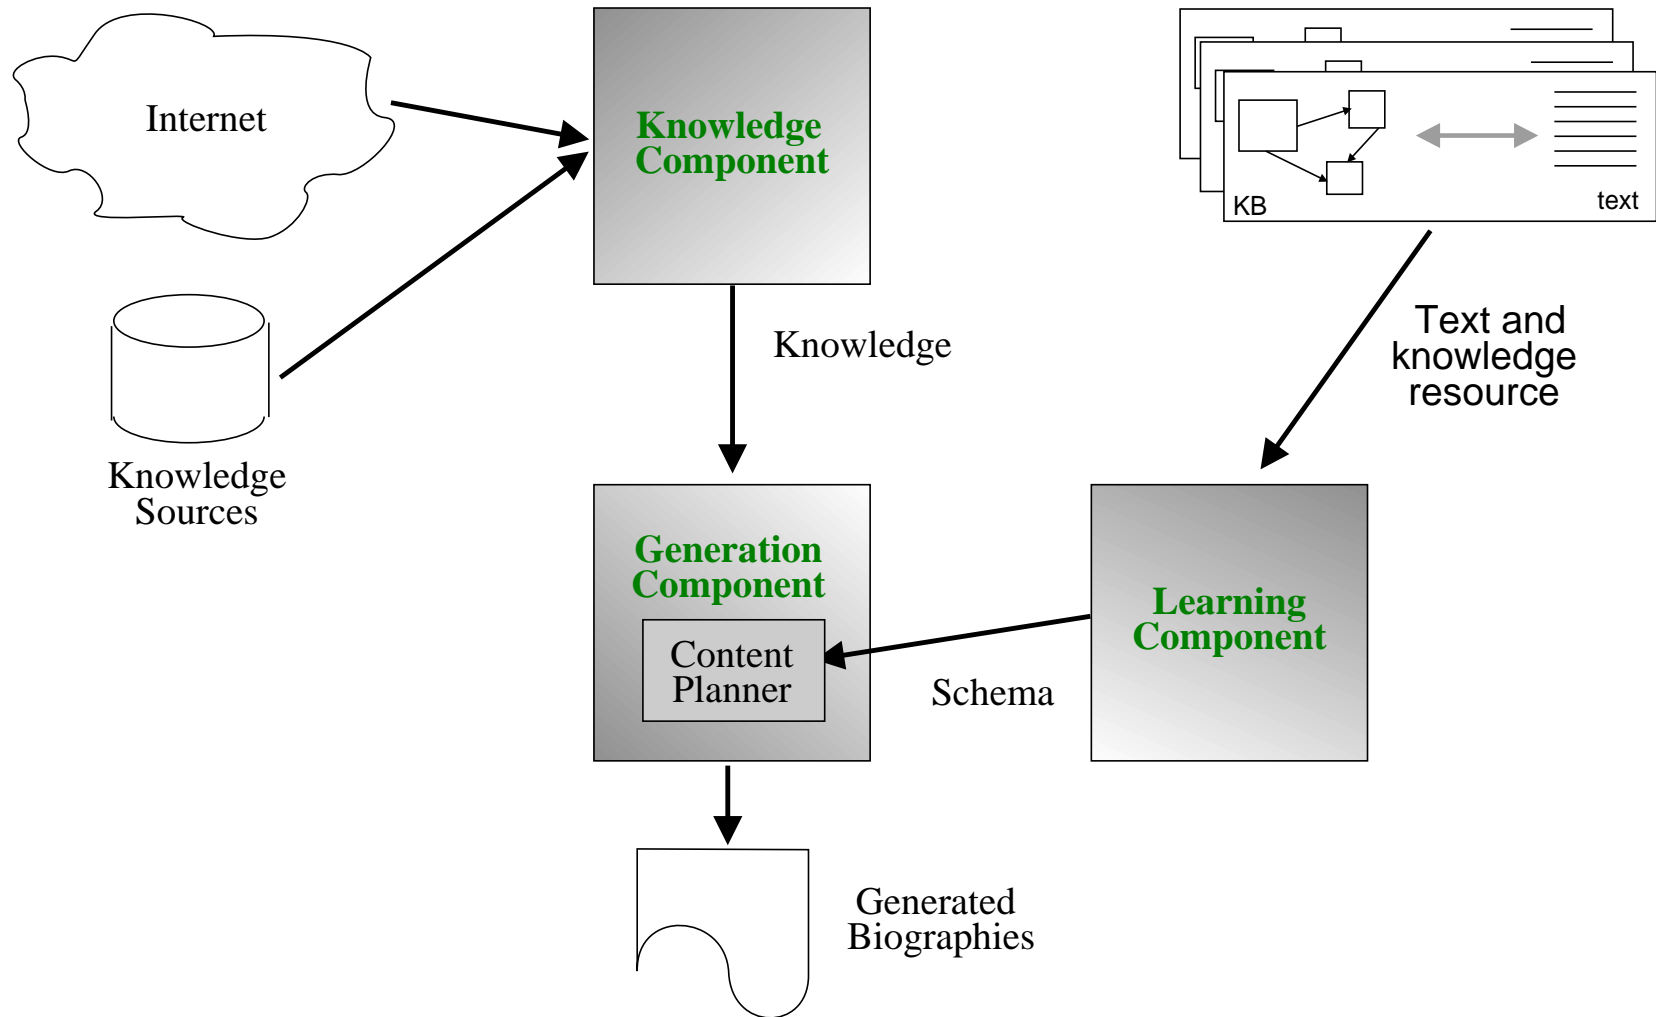 Internet
Knowledge
Component
KB
text
Knowledge
Text and
knowledge
resource
Knowledge
Sources
Generation
Component
Content
Planner
Learning
Component
Schema
Generated
Biographies